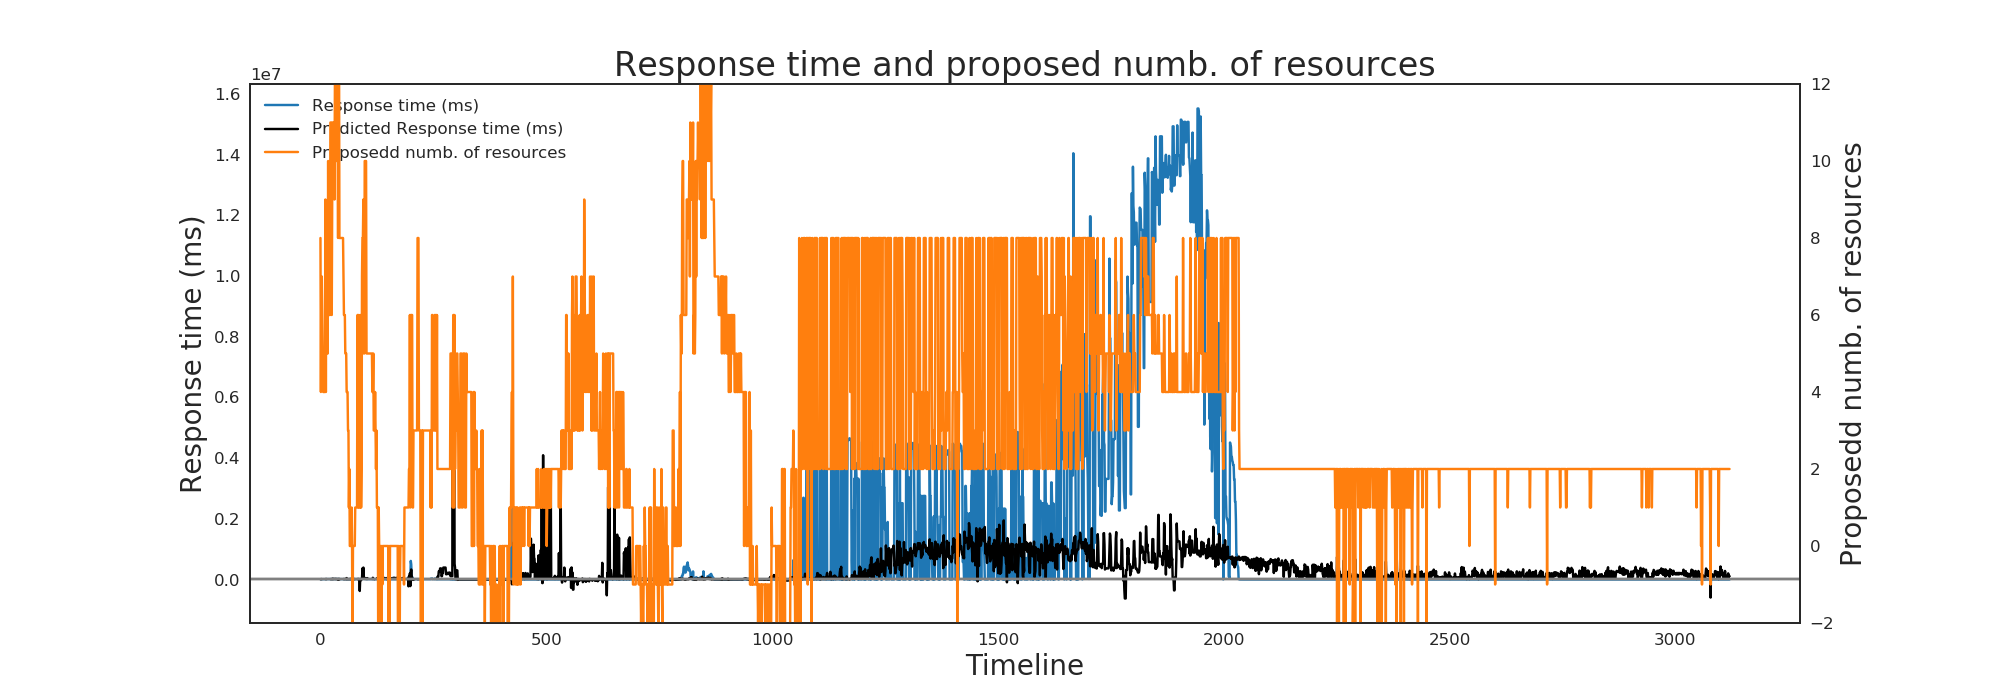 Response time and proposed numb. of resources
1e7
Response time (ms)
Predicted Response time (ms)
Proposedd numb. of resources
1.6
1.4
1.2
1.0
0.8
0.6
0.4
0.2
0.0
Response time (ms)
12
10
8
6
4
2
0
−2
Proposedd numb. of resources
0 500 1000 1500 2000 2500 3000
Timeline